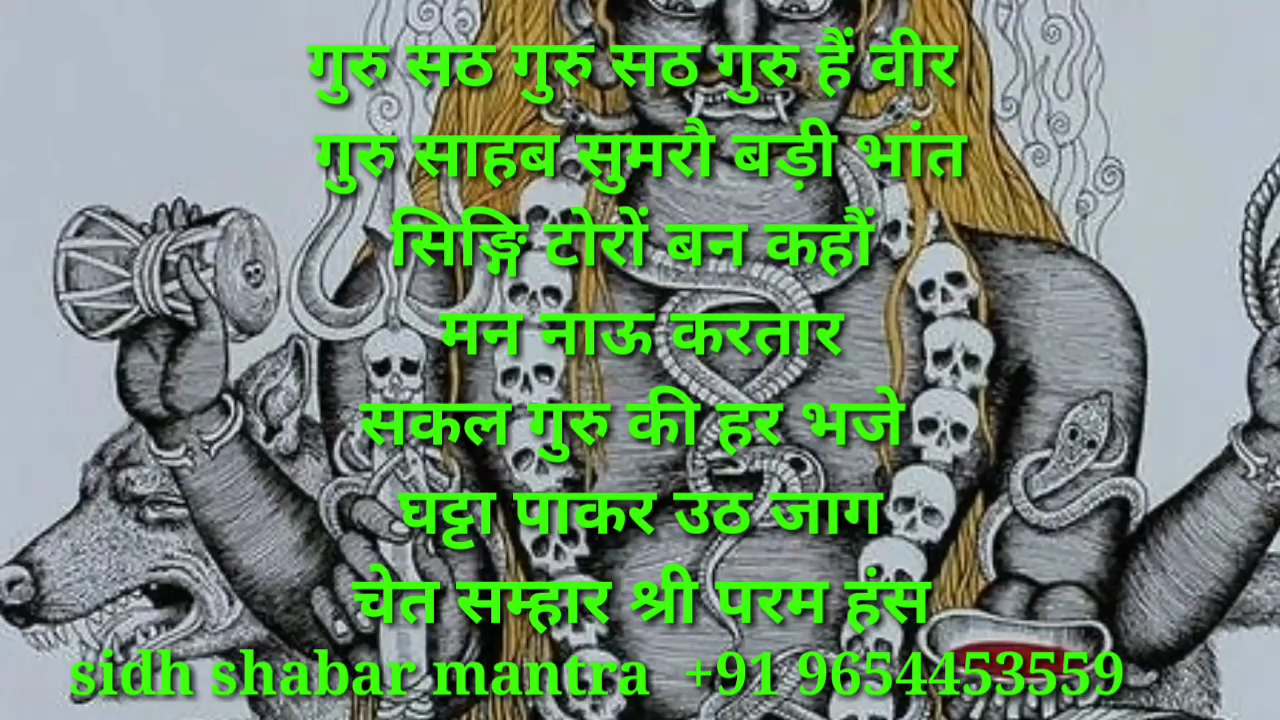 गुरु सठ गुरु सठ गुरु हैं वीर
गुरु साहब सुमरौ बड़ी भांत
सिङ्गि टोरों बन कहौं
मन नाऊ करतार
सकल गुरु की हर भजे
घट्टा पाकर उठ जाग
चेत सम्हार श्री परम हंस
sidh shabar mantra +91 9654453559